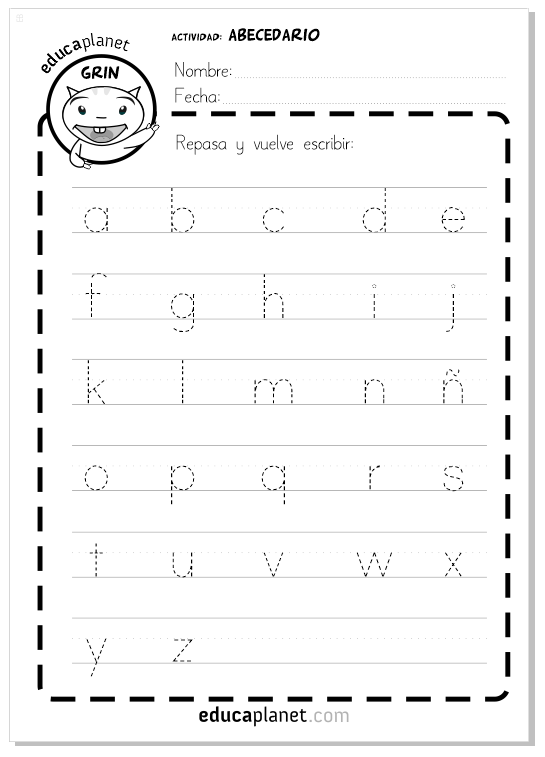 educaplanet
GRIN
ACTIVIDAD: ABECEDARIO
Nombre:
Fecha:
Repasa y vuelve escribir:
a b c d e
f g h i j
k l m n ñ
o p q r s
t u v w x
y z
educaplanet.com